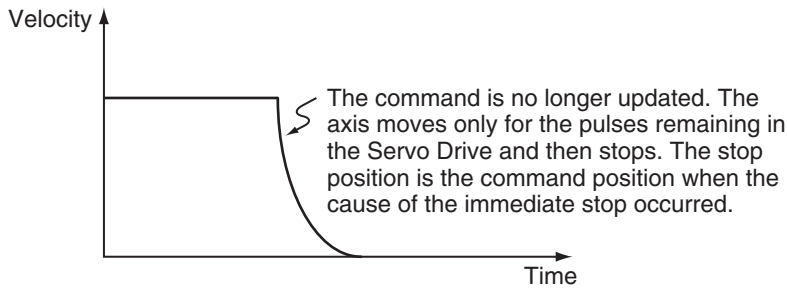 Velocity
The command is no longer updated. The
axis moves only for the pulses remaining in
the Servo Drive and then stops. The stop
position is the command position when the
cause of the immediate stop occurred.
Time